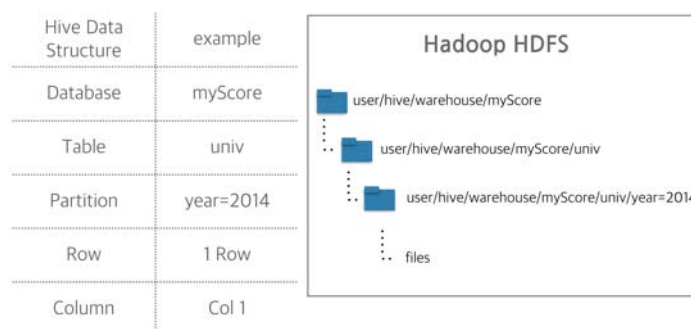 Hive Data
Structure
example
Database
myScore
Table
univ
Partition
year=2014
Row
1 Row
Column
Col 1
Hadoop HDFS
user/hive/warehouse/myScore
user/hive/warehouse/myScore/univ
user/hive/warehouse/myScore/univ/year=2014
files